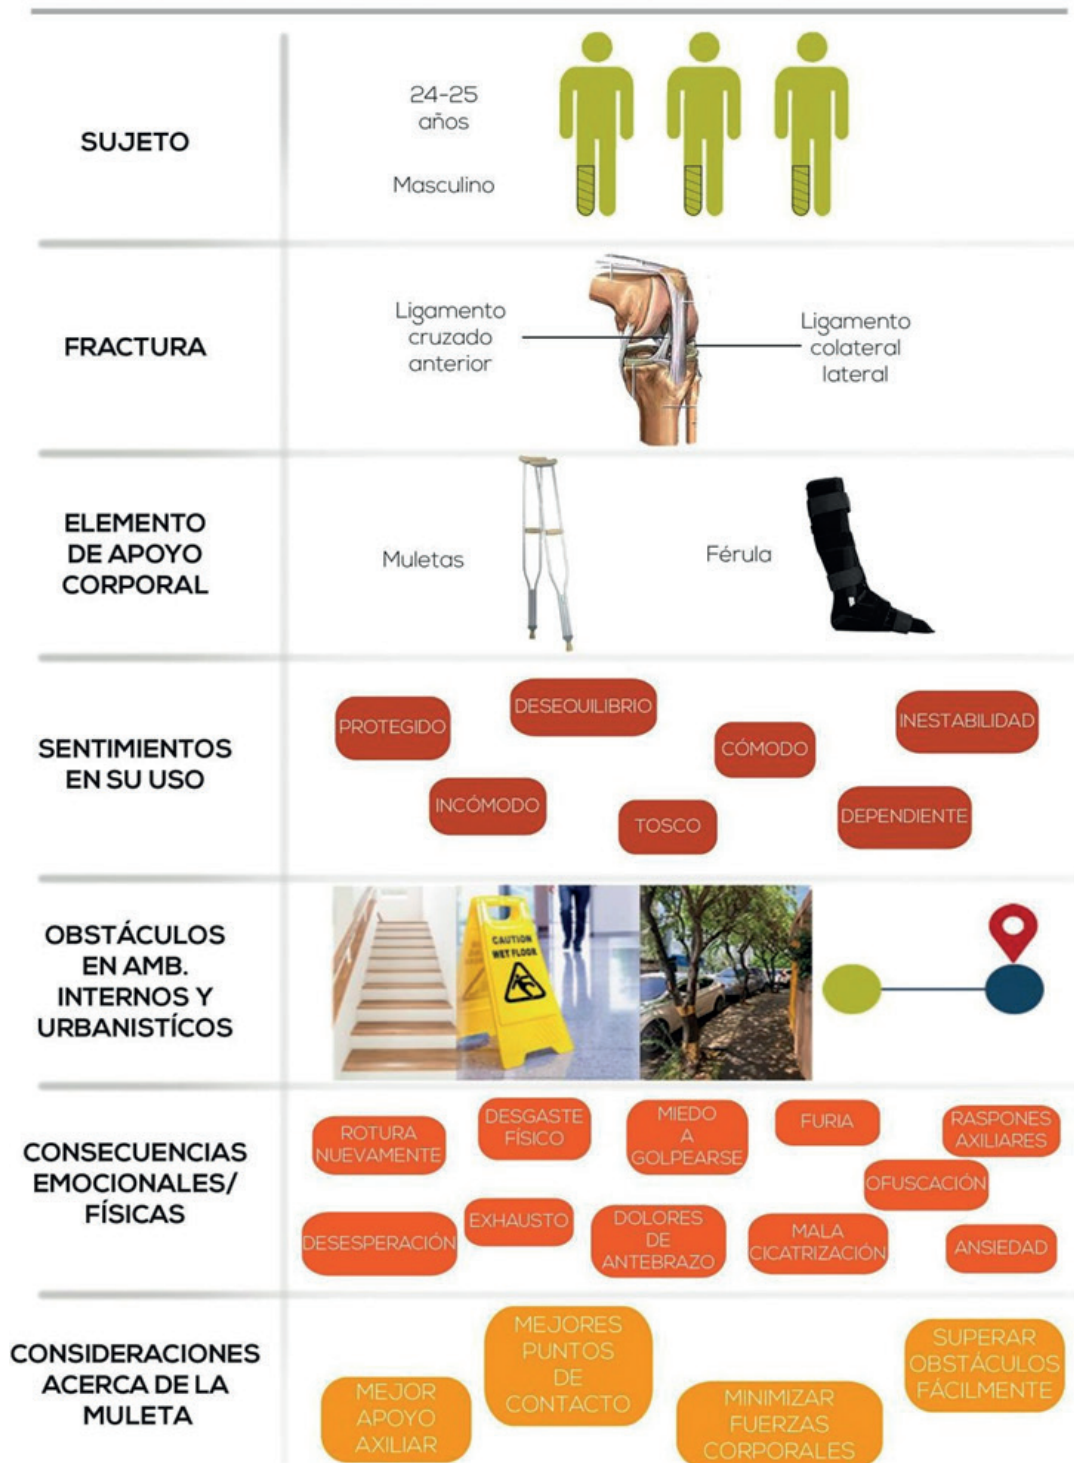 SUJETO
24-25
años
Masculino
FRACTURA
Ligamento
cruzado
anterior
Ligamento
colateral
lateral
ELEMENTO
DE APOYO
CORPORAL
Muletas
Férula
SENTIMIENTOS
EN SU USO
PROTEGIDO
DESEQUILIBRIO
CÓMODO
INESTABILIDAD
INCÓMODO
TOSCO
DEPENDIENTE
OBSTÁCULOS
EN AMB.
INTERNOS Y
URBANISTÍCOS
CAUTION
WET FLOOR
CONSECUENCIAS
EMOCIONALES/
FÍSICAS
ROTURA
NUEVAMENTE
DESGASTE
FÍSICO
MIEDO
A
GOLPEARSE
FURIA
RASPONES
AXILIARES
OFUSCACIÓN
DESESPERACIÓN
EXHAUSTO
DOLORES
DE
ANTEBRAZO
MALA
CICATRIZACIÓN
ANSIEDAD
CONSIDERACIONES
ACERCA DE LA
MULETA
MEJOR
APOYO
AXILIAR
MEJORES
PUNTOS
DE
CONTACTO
MINIMIZAR
FUERZAS
CORPORALES
SUPERAR
OBSTÁCULOS
FÁCILMENTE